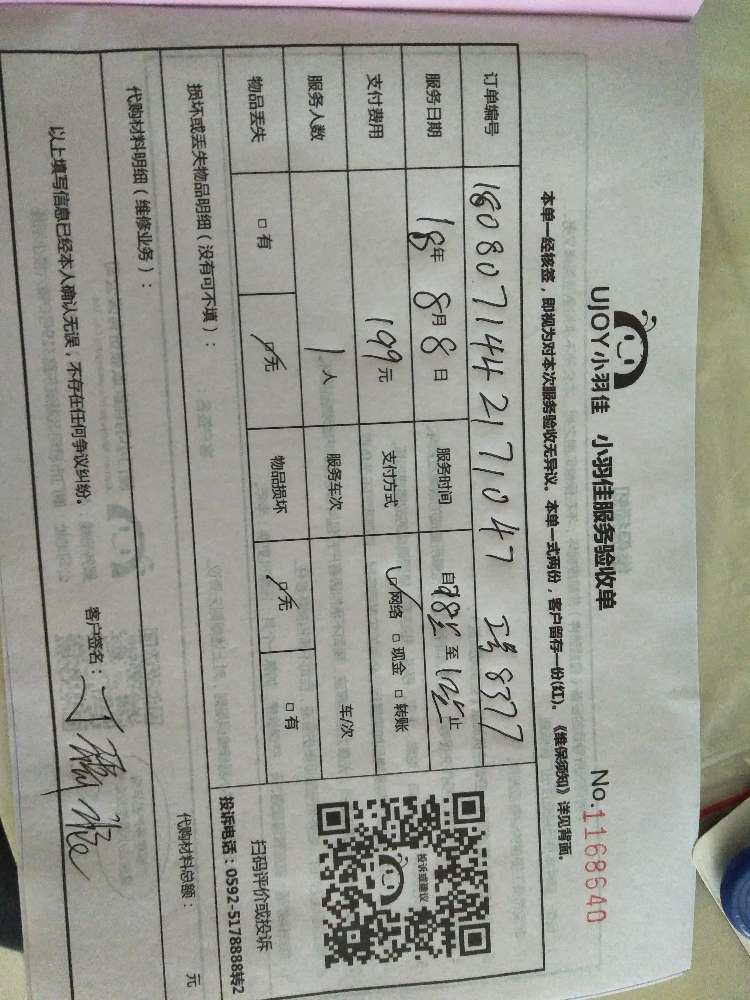 UJOY小羽佳 小羽佳服务验收单 No.1168640
本单一经核签，即视为对本次服务验收无异议。本单一式两份，客户留存一份(红)。《维保须知》详见背面。
订单编号 180807144217 1047 工号8377
服务日期 18年 8月 8日 服务时间 自 至 止
支付费用 199元 支付方式 网络 □ 现金 □ 转账
服务人数 1 人 服务车次 车/次
物品丢失 □ 有 □ 无 物品损坏 □ 无 □ 有
投诉或建议
扫码评价或投诉
投诉电话：0592-5178888转2
损坏或丢失物品明细（没有可不填）：
代购材料明细（维修业务）： 代购材料总额： 元
以上填写信息已经本人确认无误，不存在任何争议纠纷。 客户签名：